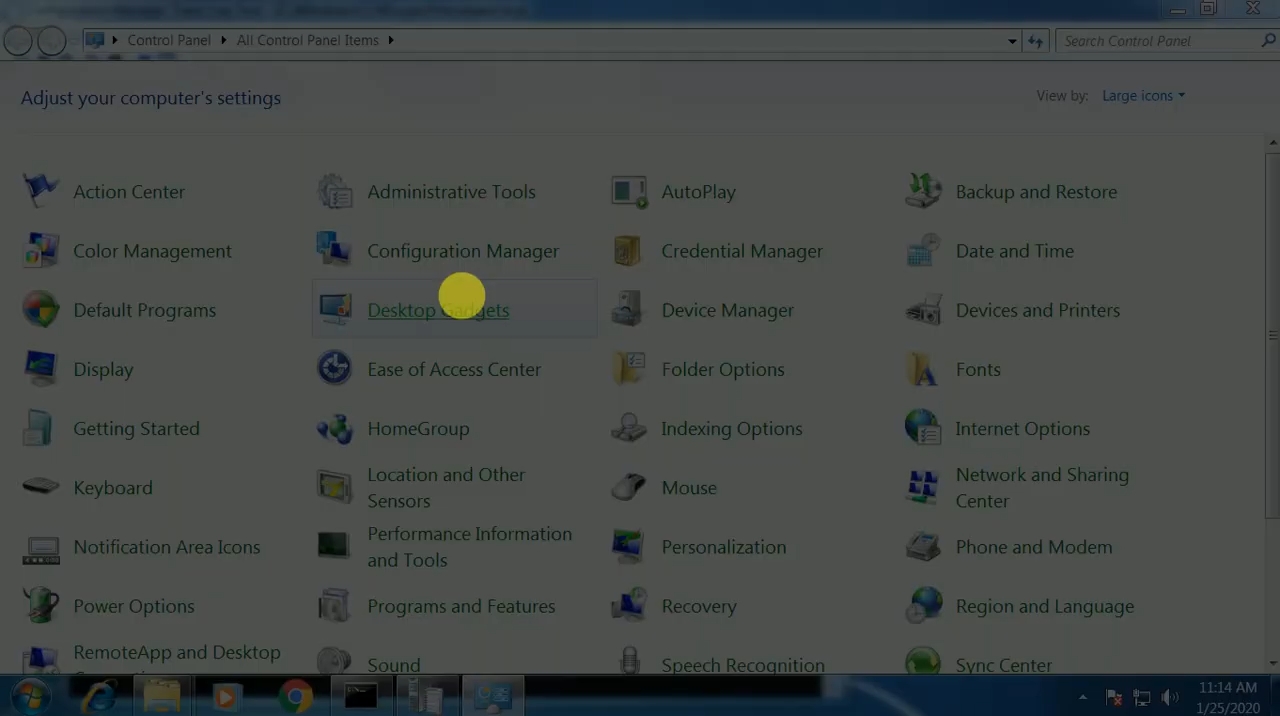 Control Panel
All Control Panel Items
Search Control Panel
Adjust your computer's settings
View by: Large icons
Action Center
Administrative Tools
AutoPlay
Backup and Restore
Color Management
Configuration Manager
Credential Manager
Date and Time
Default Programs
Desktop Gadgets
Device Manager
Devices and Printers
Display
Ease of Access Center
Folder Options
Fonts
Getting Started
HomeGroup
Indexing Options
Internet Options
Keyboard
Location and Other
Sensors
Mouse
Network and Sharing
Center
Notification Area Icons
Performance Information
and Tools
Personalization
Phone and Modem
Power Options
Programs and Features
Recovery
Region and Language
RemoteApp and Desktop
Sound
Speech Recognition
Sync Center
11:14 AM
1/25/2020